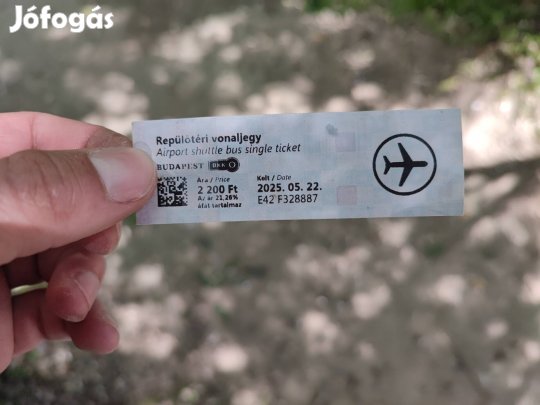 Jófogás
Repülőtéri vonaljegy
Airport shuttle bus single ticket
BUDAPEST BKK
Ára / Price
2 200 Ft
Az ár 21,26%
áfát tartalmaz
Kelt / Date
2025. 05. 22.
E42 F328887